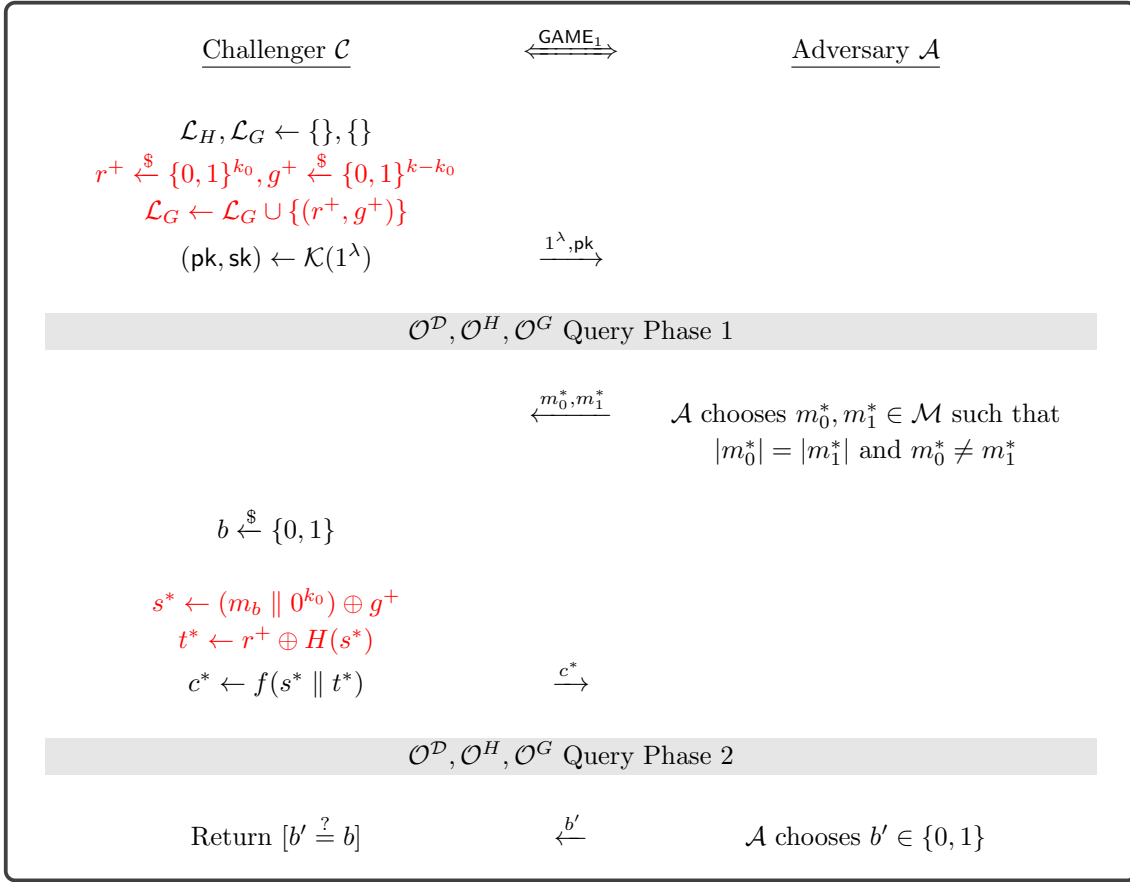 Challenger 𝒞 GAME₁ Adversary 𝒜
ℒ_H, ℒ_G ← {}, {}
r⁺ ←$ {0, 1}^{k₀}, g⁺ ←$ {0, 1}^{k−k₀}
ℒ_G ← ℒ_G ∪ {(r⁺, g⁺)}
(pk, sk) ← 𝒦(1^λ) 1^λ,pk
𝒪^𝒟, 𝒪^H, 𝒪^G Query Phase 1
m₀*,m₁* 𝒜 chooses m₀*, m₁* ∈ ℳ such that
|m₀*| = |m₁*| and m₀* ≠ m₁*
b ←$ {0, 1}
s* ← (m_b ∥ 0^{k₀}) ⊕ g⁺
t* ← r⁺ ⊕ H(s*)
c* ← f(s* ∥ t*) c*
𝒪^𝒟, 𝒪^H, 𝒪^G Query Phase 2
Return [b′ ≟ b] b′ 𝒜 chooses b′ ∈ {0, 1}